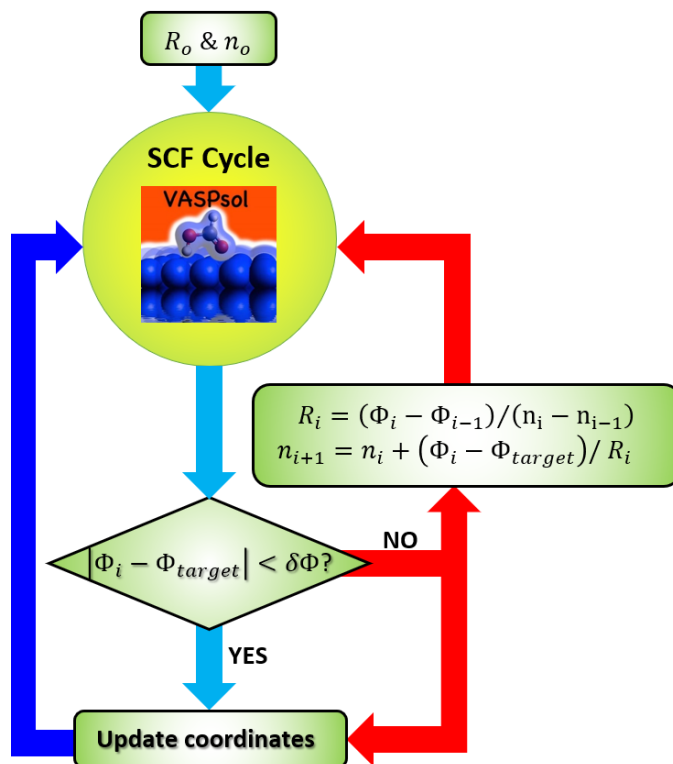 R_o & n_o
SCF Cycle
VASPsol
R_i = (Φ_i − Φ_{i−1})/(n_i − n_{i−1})
n_{i+1} = n_i + (Φ_i − Φ_{target})/ R_i
|Φ_i − Φ_{target}| < δΦ?
NO
YES
Update coordinates